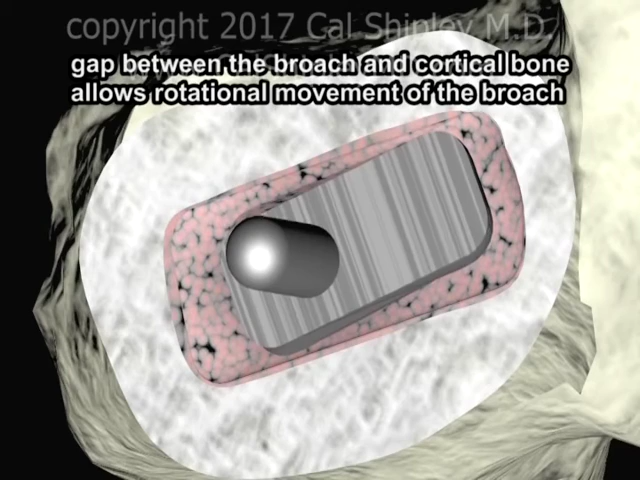 copyright 2017 Cal Shipley M.D.
gap between the broach and cortical bone
allows rotational movement of the broach